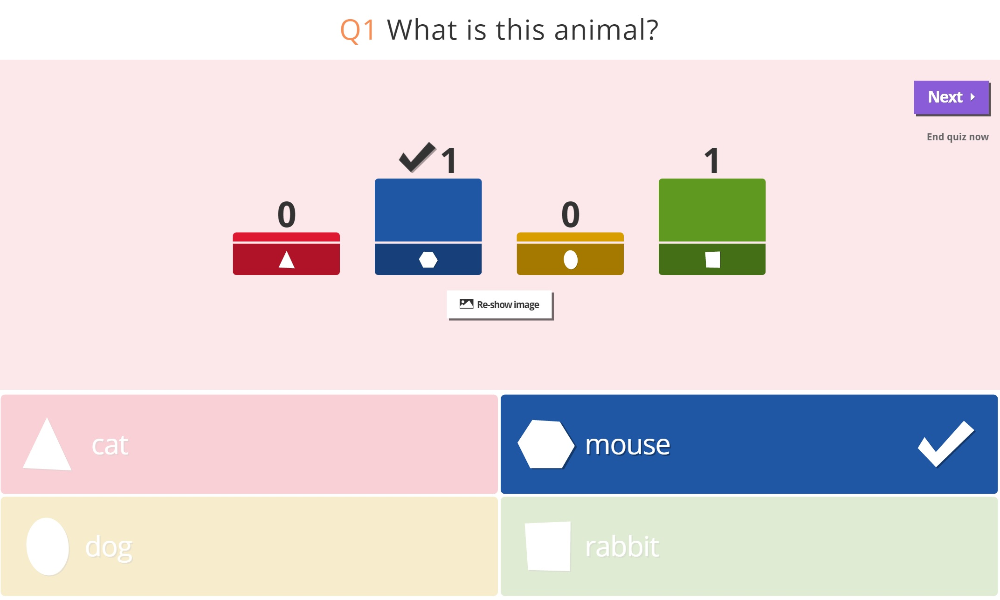 Q1 What is this animal?
Next
End quiz now
0
1
0
1
Re-show image
cat
mouse
dog
rabbit